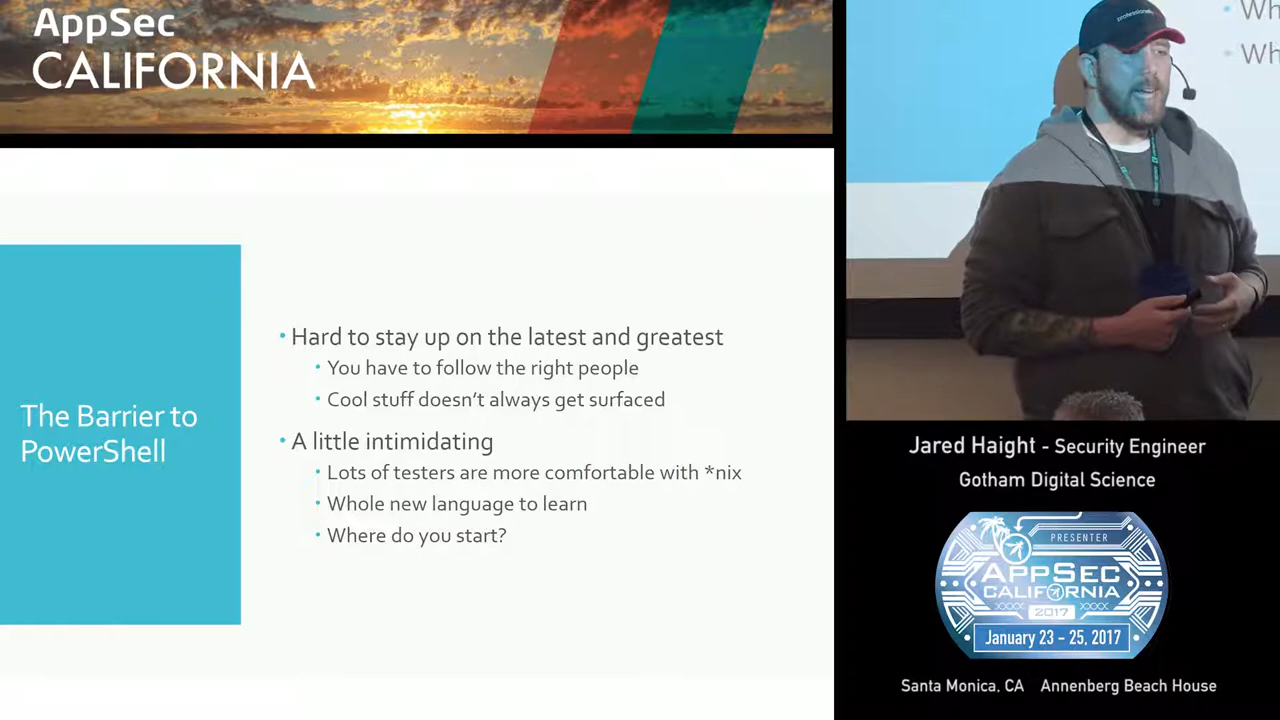 AppSec
CALIFORNIA
The Barrier to
PowerShell
• Hard to stay up on the latest and greatest
• You have to follow the right people
• Cool stuff doesn't always get surfaced
• A little intimidating
• Lots of testers are more comfortable with *nix
• Whole new language to learn
• Where do you start?
professionally
• Wh
• Wh
Jared Haight - Security Engineer
Gotham Digital Science
PRESENTER
APPSEC
CALIFORNIA
2017
January 23 - 25, 2017
Santa Monica, CA Annenberg Beach House